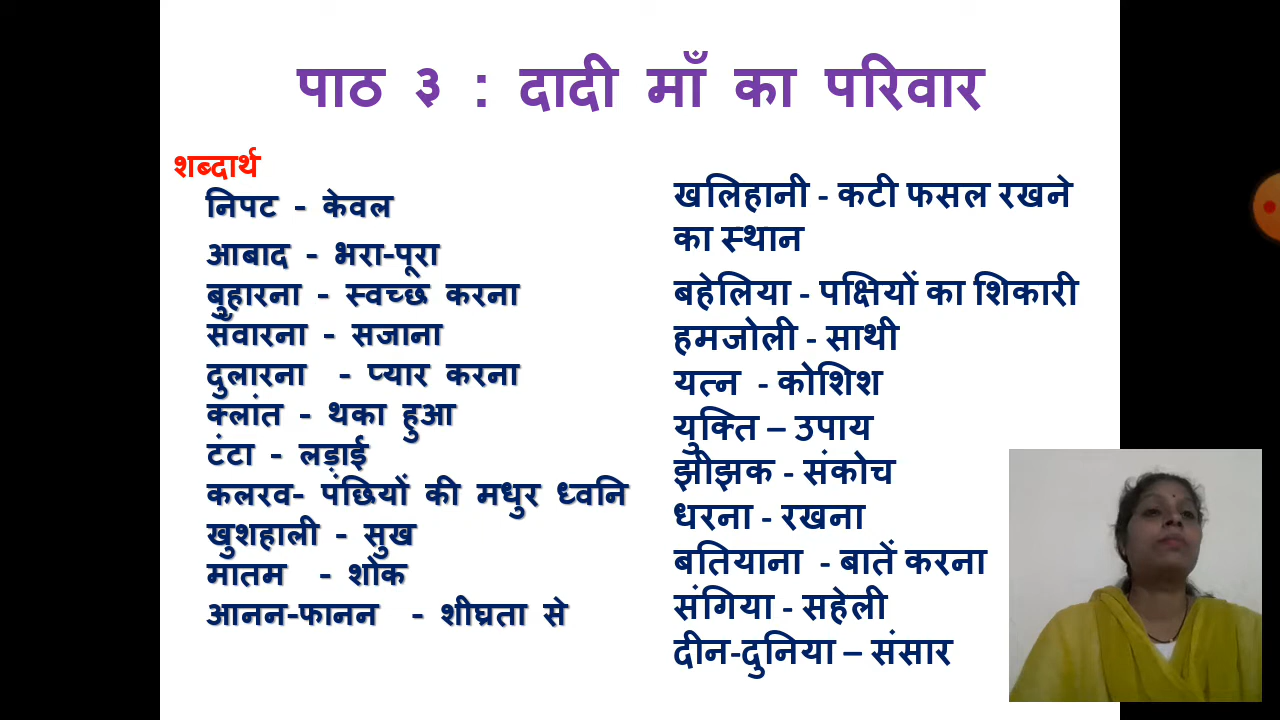 पाठ ३ : दादी माँ का परिवार
शब्दार्थ
निपट - केवल
आबाद - भरा-पूरा
बुहारना - स्वच्छ करना
संवारना - सजाना
दुलारना - प्यार करना
क्लांत - थका हुआ
टंटा - लड़ाई
कलरव- पंछियों की मधुर ध्वनि
खुशहाली - सुख
मातम - शोक
आनन-फानन - शीघ्रता से
खलिहानी - कटी फसल रखने
का स्थान
बहेलिया - पक्षियों का शिकारी
हमजोली - साथी
यत्न - कोशिश
युक्ति – उपाय
झीझक - संकोच
धरना - रखना
बतियाना - बातें करना
संगिया - सहेली
दीन-दुनिया – संसार